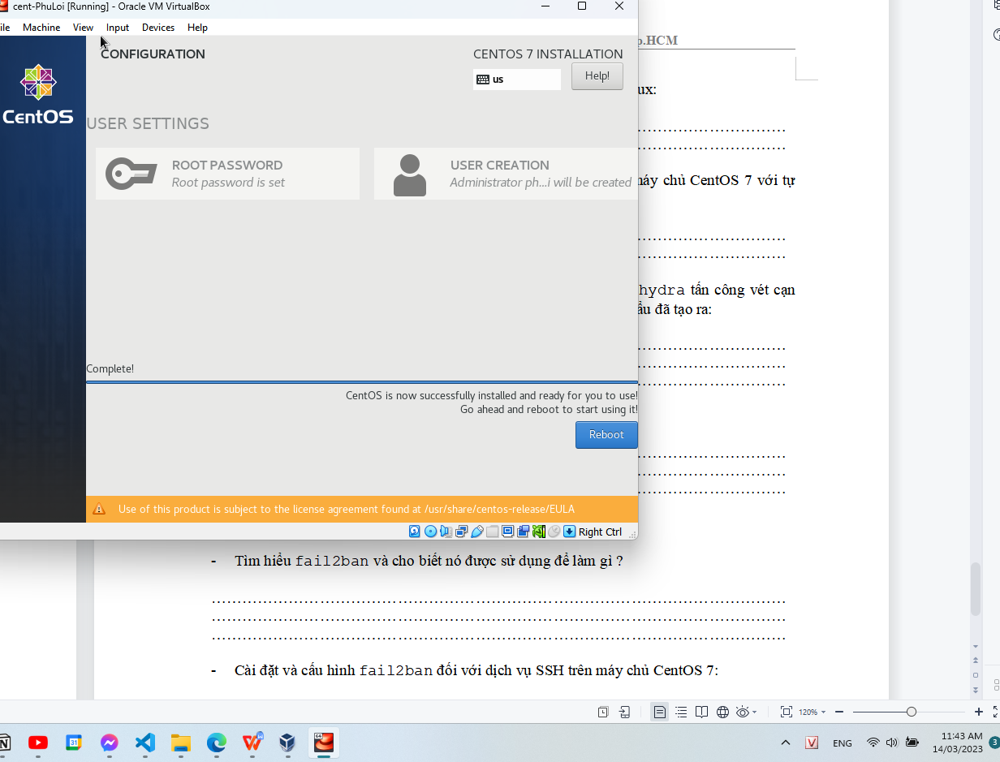 cent-PhuLoi [Running] - Oracle VM VirtualBox
ile Machine View Input Devices Help
p.HCM
CONFIGURATION
CENTOS 7 INSTALLATION
us
Help!
CentOS
ux:
USER SETTINGS
ROOT PASSWORD
Root password is set
USER CREATION
Administrator ph...i will be created
máy chủ CentOS 7 với tự
hydra tấn công vét cạn
ẩu đã tạo ra:
Complete!
CentOS is now successfully installed and ready for you to use!
Go ahead and reboot to start using it!
Reboot
Use of this product is subject to the license agreement found at /usr/share/centos-release/EULA
Right Ctrl
- Tìm hiểu fail2ban và cho biết nó được sử dụng để làm gì ?
- Cài đặt và cấu hình fail2ban đối với dịch vụ SSH trên máy chủ CentOS 7:
120%
31
64
V
ENG
11:43 AM
14/03/2023
3